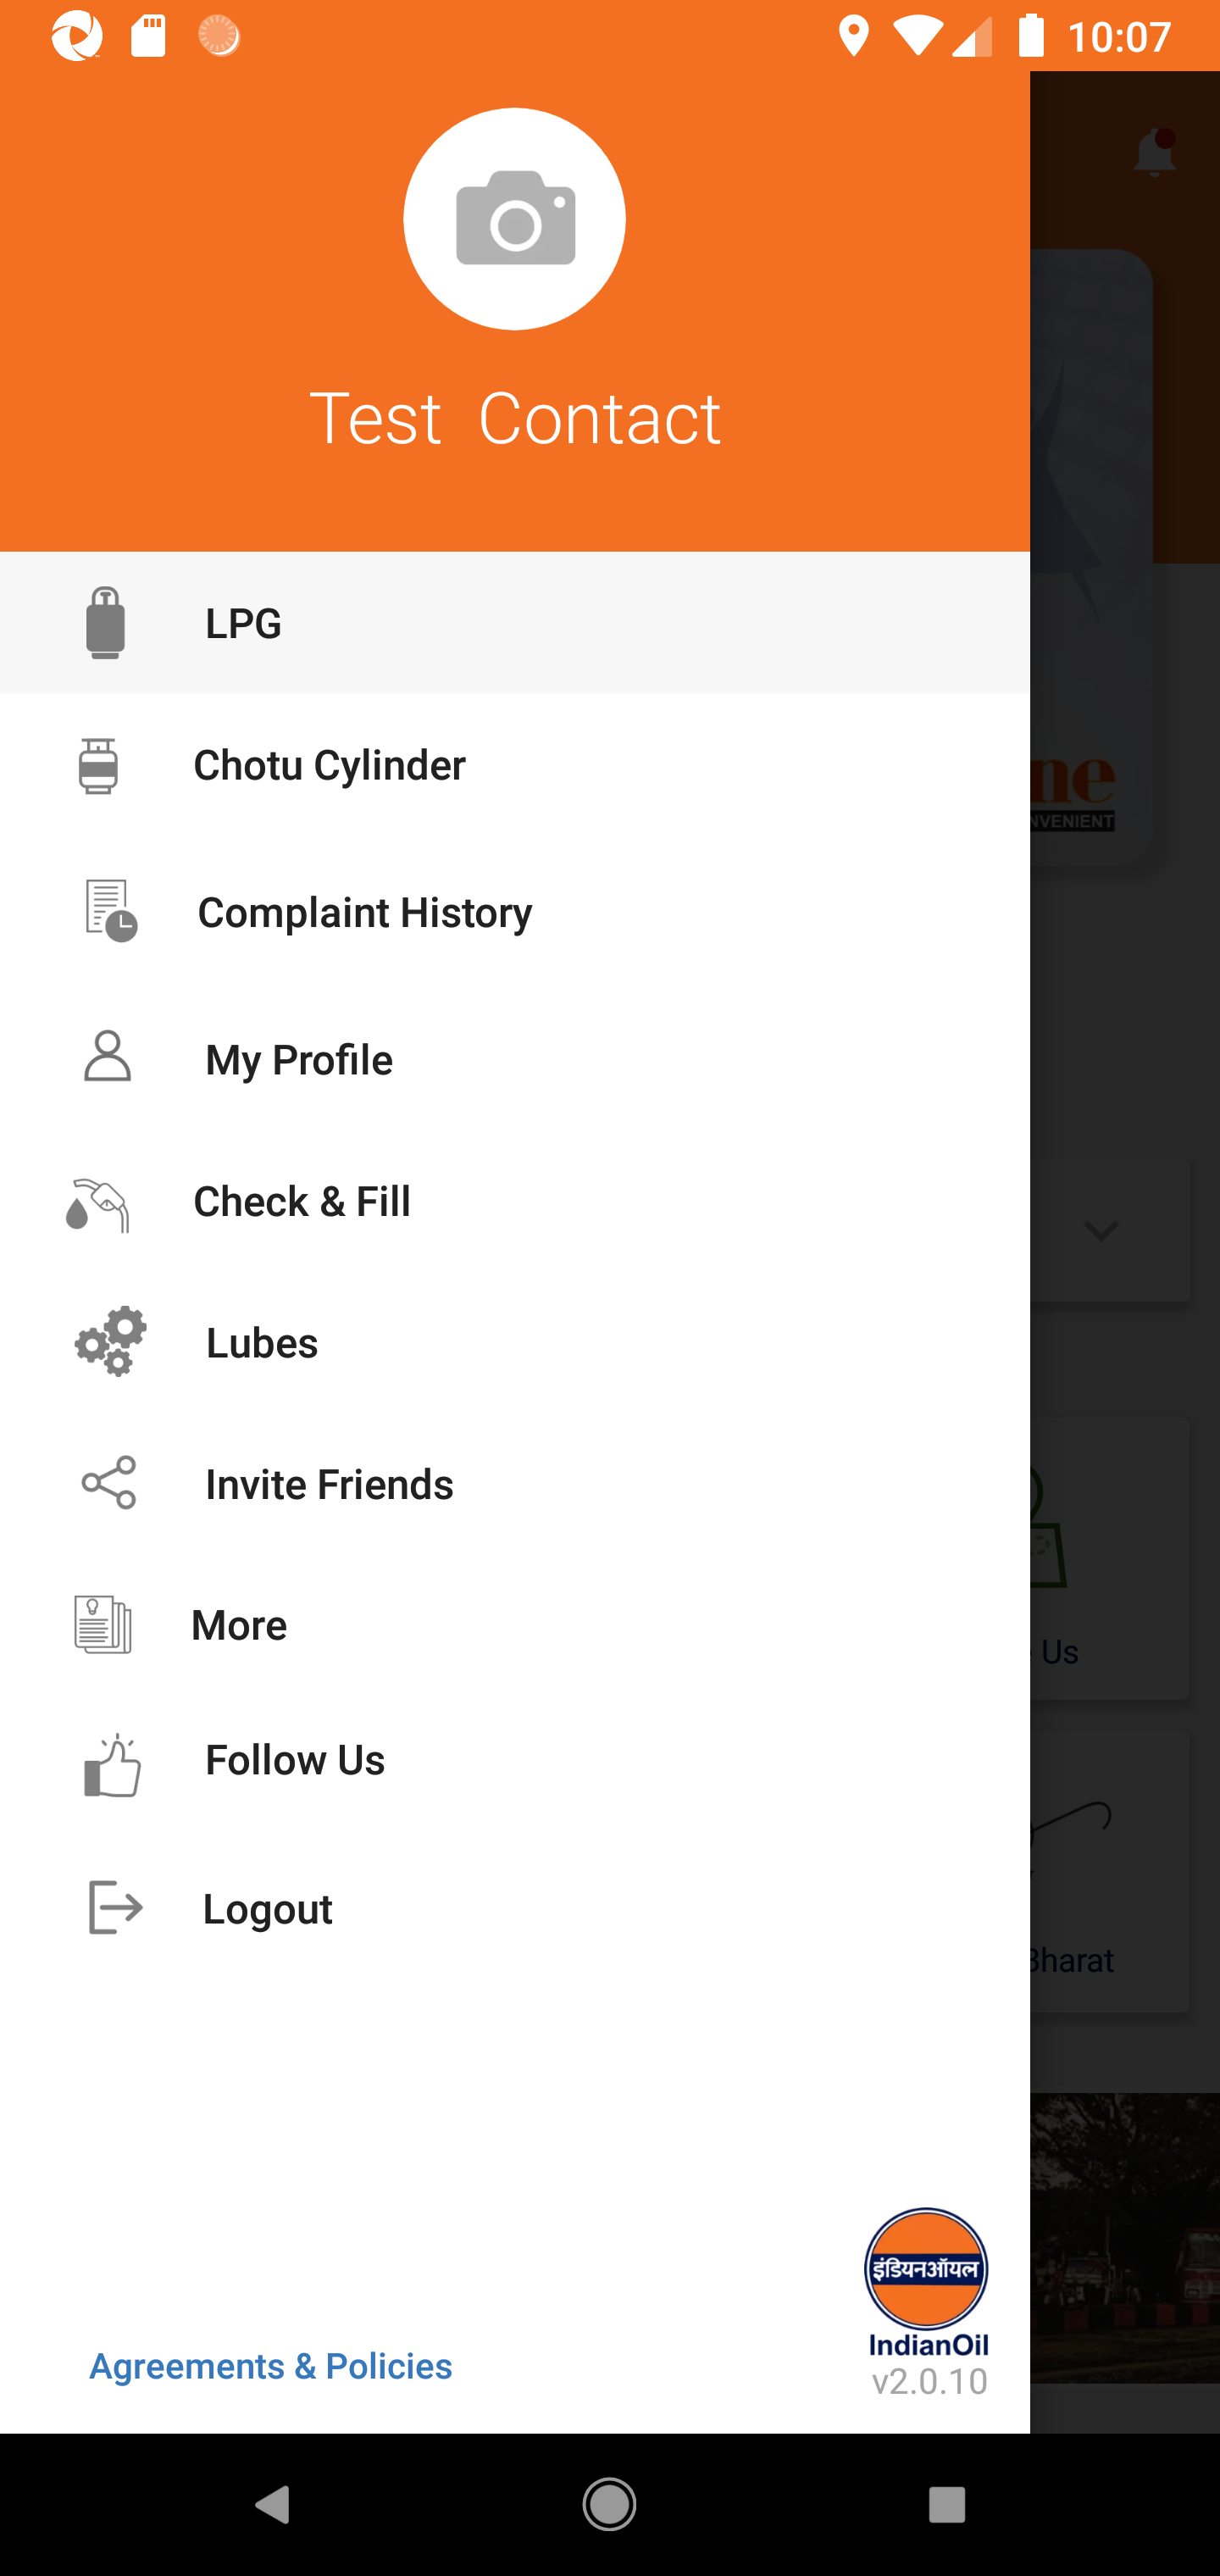 10:07
Test Contact
LPG
Chotu Cylinder
Complaint History
My Profile
Check & Fill
Lubes
Invite Friends
More
Follow Us
Logout
ne
NVENIENT
Us
Bharat
इंडियनऑयल
IndianOil
v2.0.10
Agreements & Policies